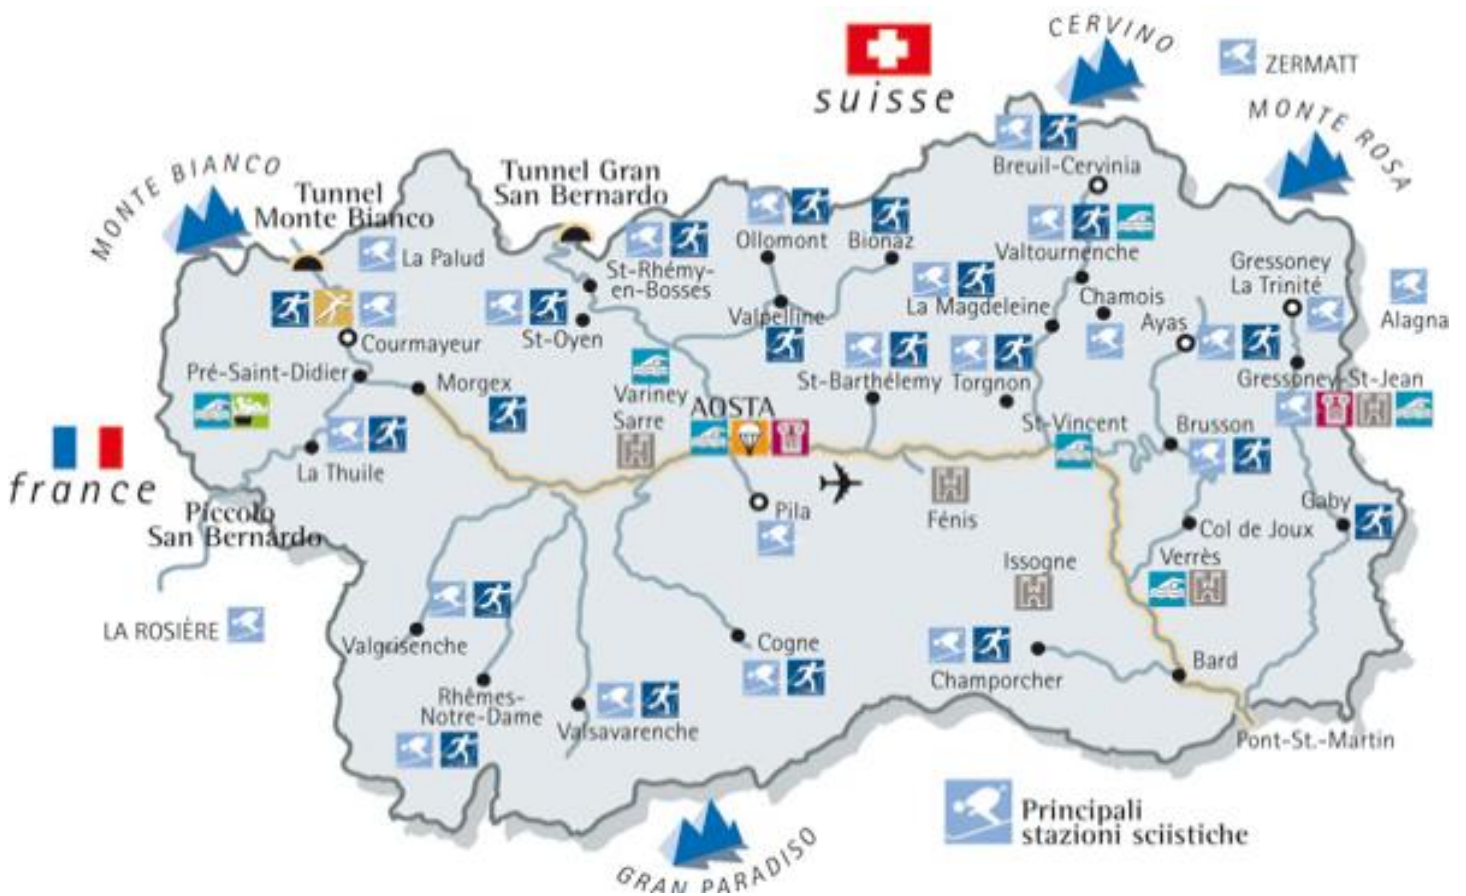 CERVINO
ZERMATT
suisse
MONTE ROSA
MONTE BIANCO
Tunnel Gran
San Bernardo
Tunnel
Monte Bianco
Breuil-Cervinia
La Palud
Ollomont
Bionaz
Valtournenche
St-Rhémy-
en-Bosses
Gressoney
La Trinité
La Magdeleine
Chamois
Alagna
Valpelline
Ayas
St-Oyen
Courmayeur
Pré-Saint-Didier
Morgex
Variney
St-Barthélemy
Torgnon
Gressoney-St-Jean
AOSTA
Sarre
St-Vincent
Brusson
france
La Thuile
Pila
Fénis
Gaby
Piccolo
San Bernardo
Col de Joux
Issogne
Verrès
LA ROSIÈRE
Valgrisenche
Cogne
Bard
Champorcher
Rhêmes-
Notre-Dame
Valsavarenche
Pont-St.-Martin
Principali
stazioni sciistiche
GRAN PARADISO